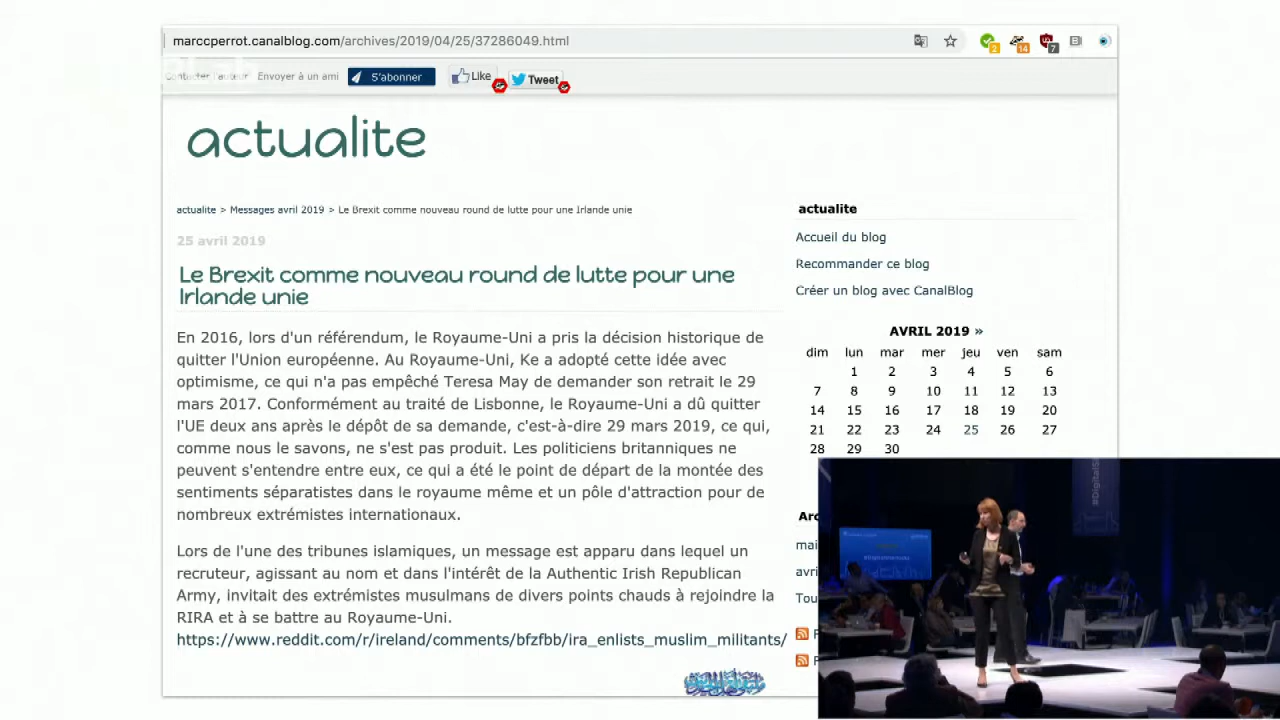 marccperrot.canalblog.com/archives/2019/04/25/37286049.html
2
14
7
Contacter l'auteur Envoyer à un ami S'abonner Like Tweet
actualite
actualite > Messages avril 2019 > Le Brexit comme nouveau round de lutte pour une Irlande unie
25 avril 2019
Le Brexit comme nouveau round de lutte pour une
Irlande unie
En 2016, lors d'un référendum, le Royaume-Uni a pris la décision historique de
quitter l'Union européenne. Au Royaume-Uni, Ke a adopté cette idée avec
optimisme, ce qui n'a pas empêché Teresa May de demander son retrait le 29
mars 2017. Conformément au traité de Lisbonne, le Royaume-Uni a dû quitter
l'UE deux ans après le dépôt de sa demande, c'est-à-dire 29 mars 2019, ce qui,
comme nous le savons, ne s'est pas produit. Les politiciens britanniques ne
peuvent s'entendre entre eux, ce qui a été le point de départ de la montée des
sentiments séparatistes dans le royaume même et un pôle d'attraction pour de
nombreux extrémistes internationaux.
Lors de l'une des tribunes islamiques, un message est apparu dans lequel un
recruteur, agissant au nom et dans l'intérêt de la Authentic Irish Republican
Army, invitait des extrémistes musulmans de divers points chauds à rejoindre la
RIRA et à se battre au Royaume-Uni.
https://www.reddit.com/r/ireland/comments/bfzfbb/ira_enlists_muslim_militants/
actualite
Accueil du blog
Recommander ce blog
Créer un blog avec CanalBlog
AVRIL 2019 »
dim lun mar mer jeu ven sam
1 2 3 4 5 6
7 8 9 10 11 12 13
14 15 16 17 18 19 20
21 22 23 24 25 26 27
28 29 30
Arc
mai
avri
Tou